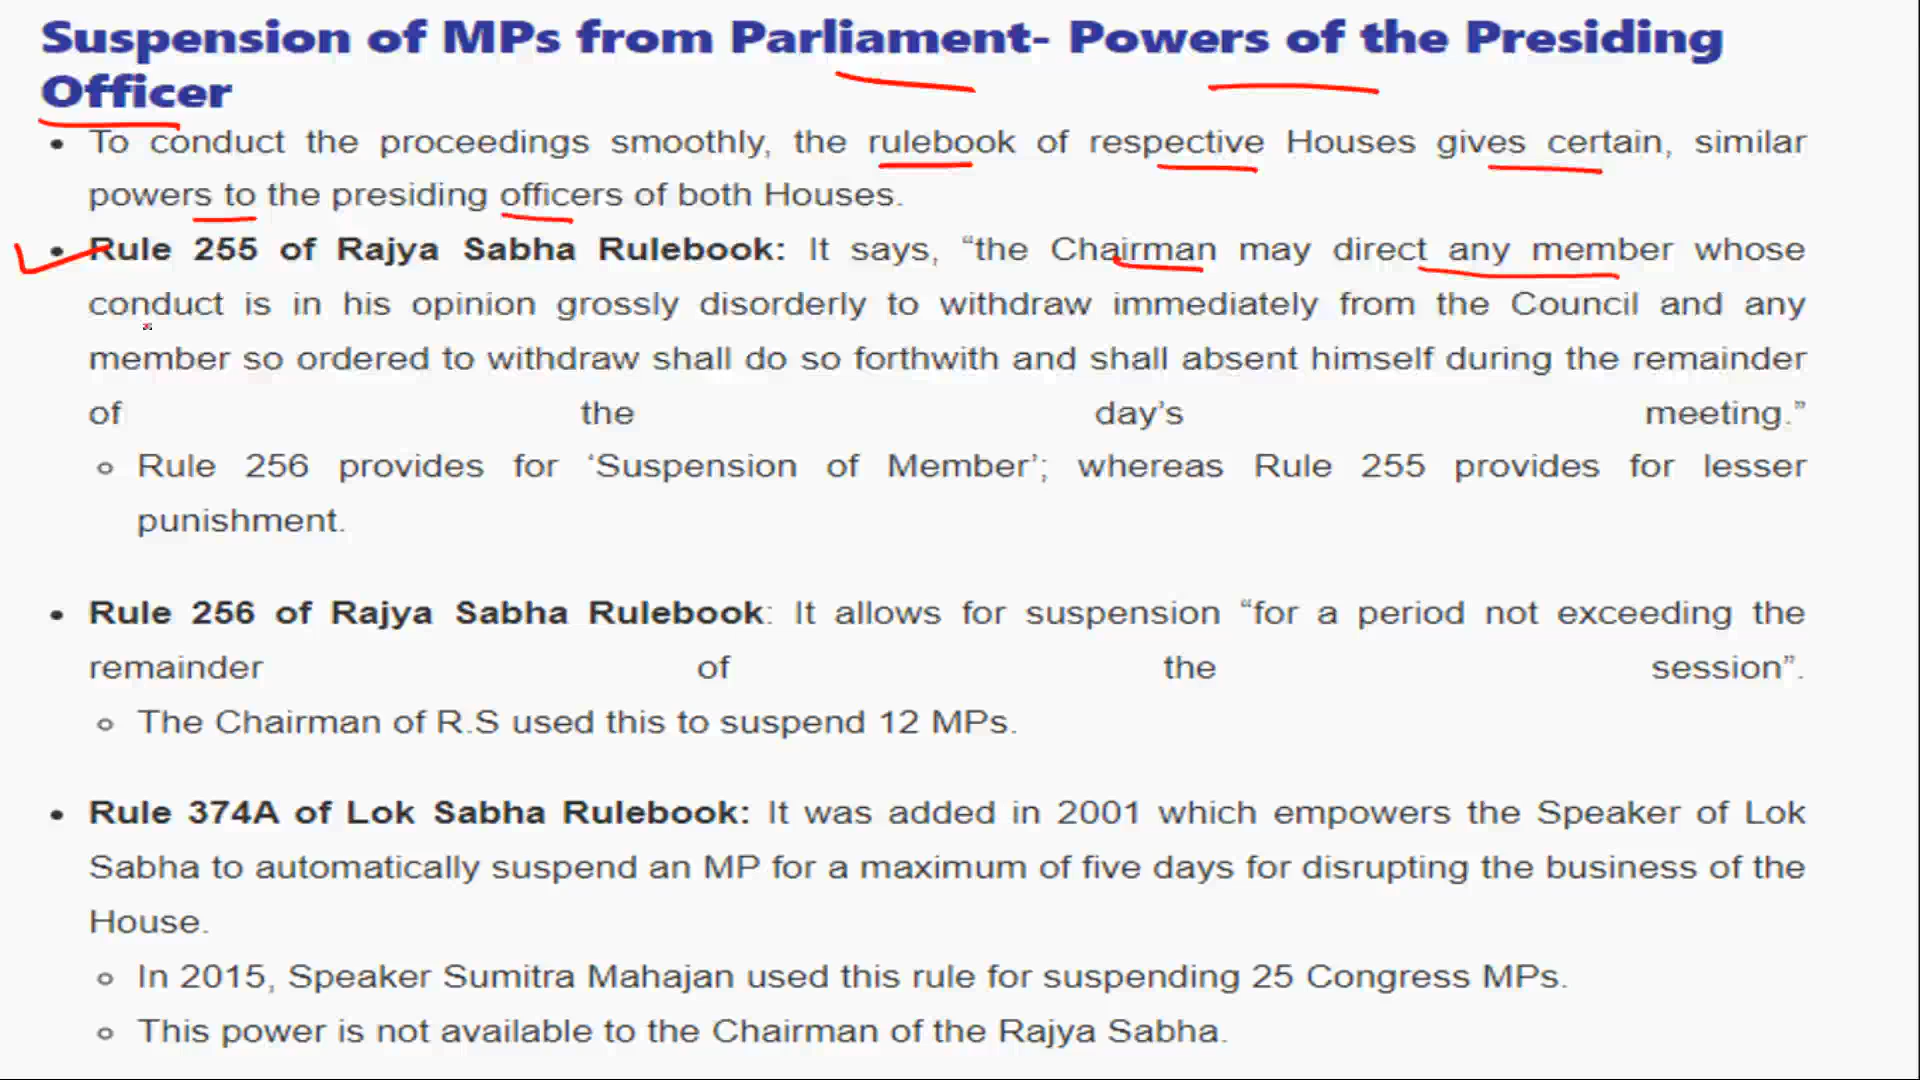 Suspension of MPs from Parliament- Powers of the Presiding
Officer
• To conduct the proceedings smoothly, the rulebook of respective Houses gives certain, similar
powers to the presiding officers of both Houses.
• Rule 255 of Rajya Sabha Rulebook: It says, “the Chairman may direct any member whose
conduct is in his opinion grossly disorderly to withdraw immediately from the Council and any
member so ordered to withdraw shall do so forthwith and shall absent himself during the remainder
of the day’s meeting.”
o Rule 256 provides for ‘Suspension of Member’; whereas Rule 255 provides for lesser
punishment.
• Rule 256 of Rajya Sabha Rulebook: It allows for suspension “for a period not exceeding the
remainder of the session”.
o The Chairman of R.S used this to suspend 12 MPs.
• Rule 374A of Lok Sabha Rulebook: It was added in 2001 which empowers the Speaker of Lok
Sabha to automatically suspend an MP for a maximum of five days for disrupting the business of the
House.
o In 2015, Speaker Sumitra Mahajan used this rule for suspending 25 Congress MPs.
o This power is not available to the Chairman of the Rajya Sabha.